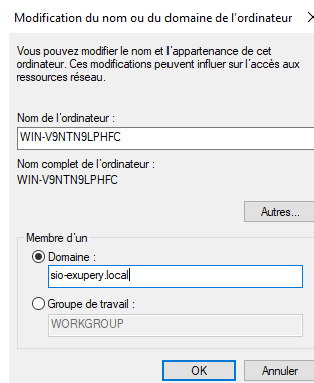 Modification du nom ou du domaine de l'ordinateur
Vous pouvez modifier le nom et l'appartenance de cet
ordinateur. Ces modifications peuvent influer sur l'accès aux
ressources réseau.
Nom de l'ordinateur :
WIN-V9NTN9LPHFC
Nom complet de l'ordinateur :
WIN-V9NTN9LPHFC
Autres...
Membre d'un
Domaine :
sio-exupery.local
Groupe de travail :
WORKGROUP
OK Annuler